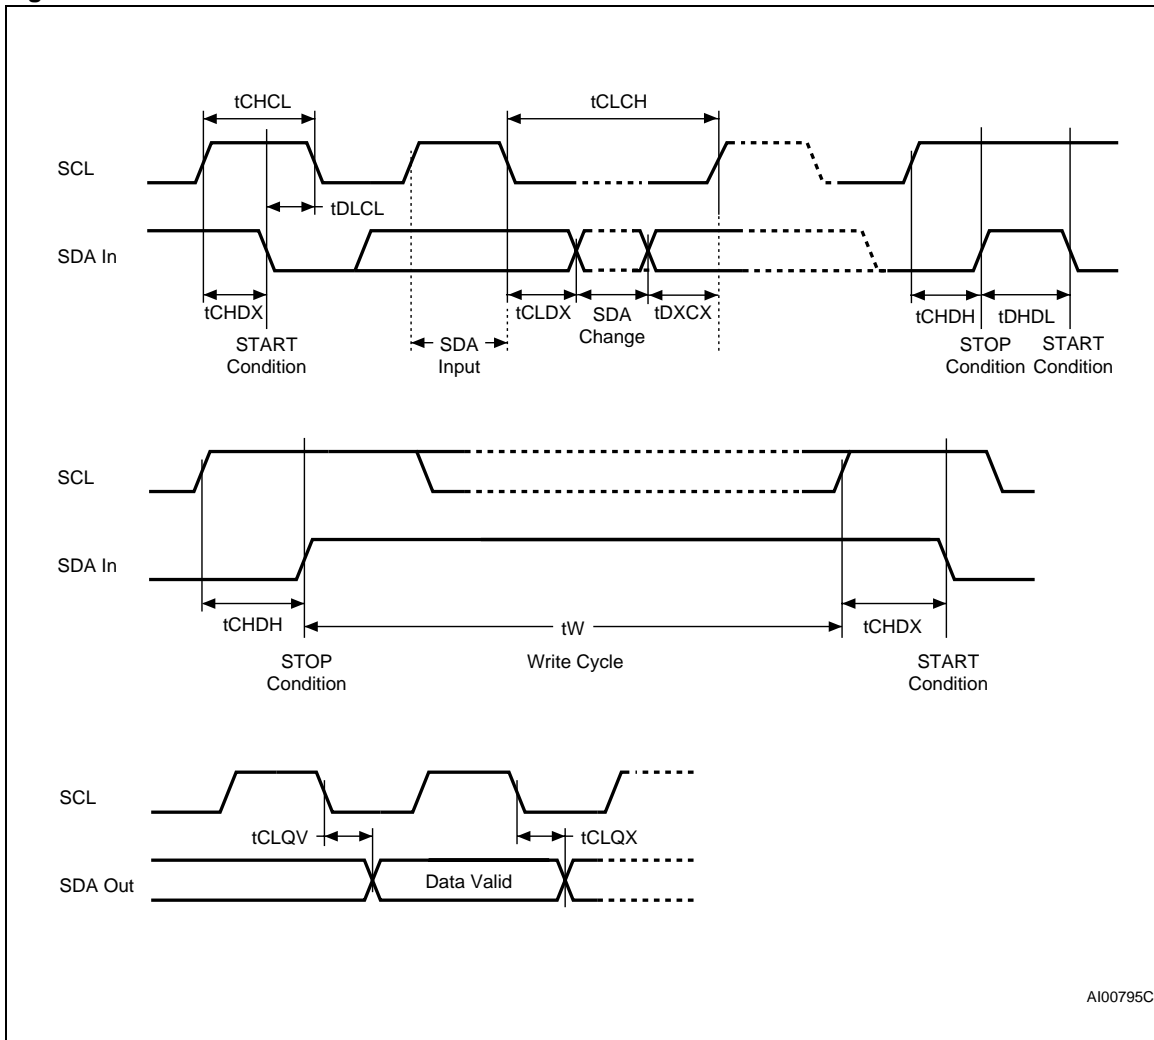 tCHCL
tCLCH
SCL
tDLCL
SDA In
tCHDX
tCLDX
SDA
Change
tDXCX
tCHDH
tDHDL
START
Condition
SDA
Input
STOP
Condition
START
Condition
SCL
SDA In
tCHDH
tW
tCHDX
STOP
Condition
Write Cycle
START
Condition
SCL
tCLQV
tCLQX
SDA Out
Data Valid
AI00795C